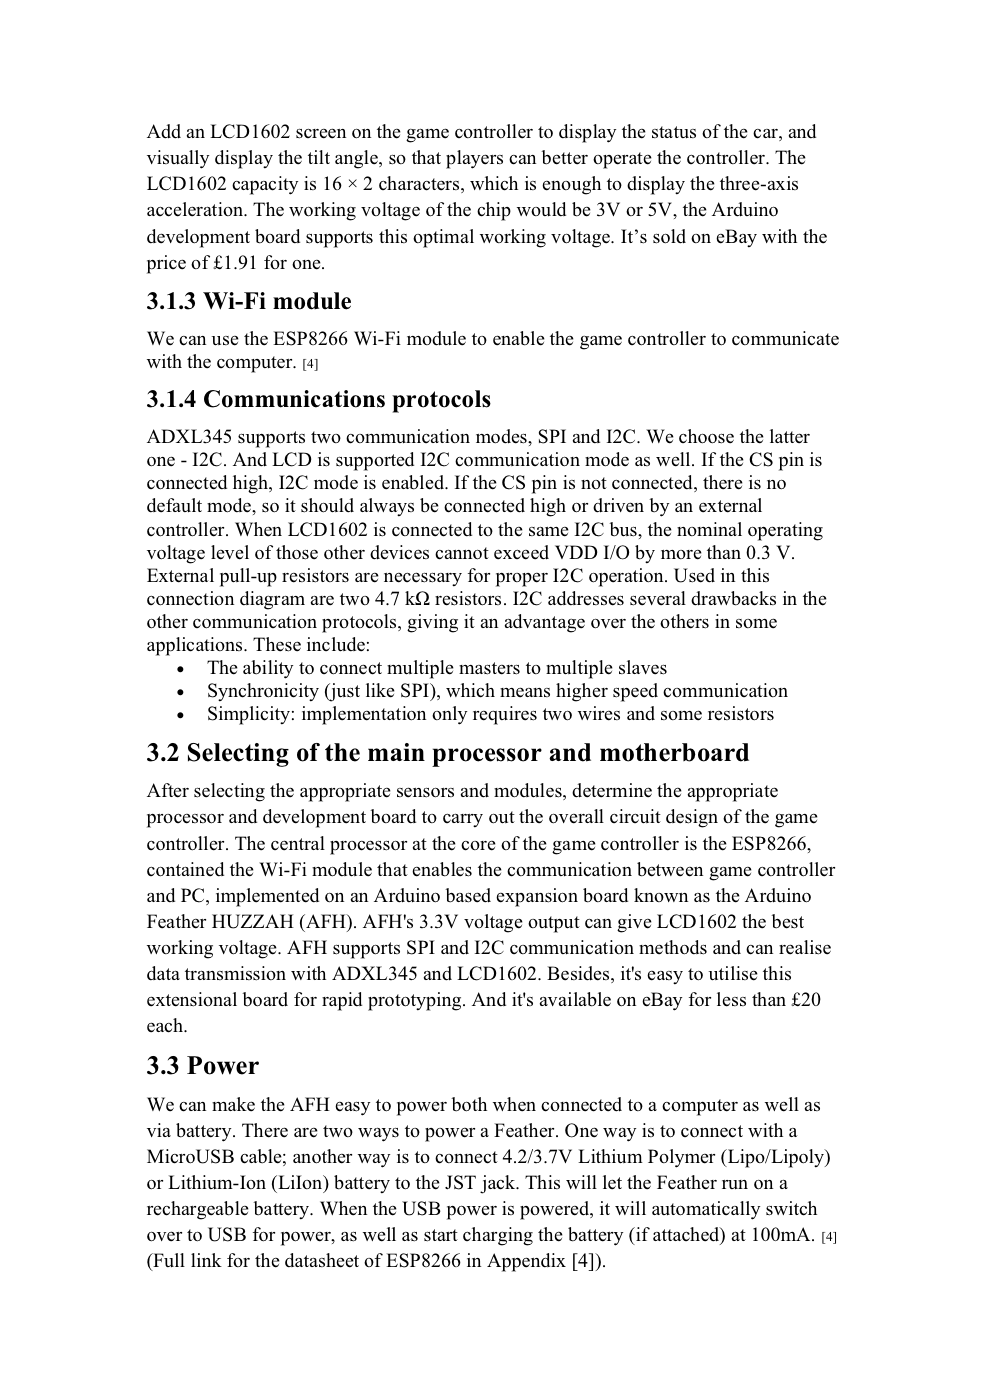 Add an LCD1602 screen on the game controller to display the status of the car, and
visually display the tilt angle, so that players can better operate the controller. The
LCD1602 capacity is 16 × 2 characters, which is enough to display the three-axis
acceleration. The working voltage of the chip would be 3V or 5V, the Arduino
development board supports this optimal working voltage. It’s sold on eBay with the
price of £1.91 for one.
3.1.3 Wi-Fi module
We can use the ESP8266 Wi-Fi module to enable the game controller to communicate
with the computer. [4]
3.1.4 Communications protocols
ADXL345 supports two communication modes, SPI and I2C. We choose the latter
one - I2C. And LCD is supported I2C communication mode as well. If the CS pin is
connected high, I2C mode is enabled. If the CS pin is not connected, there is no
default mode, so it should always be connected high or driven by an external
controller. When LCD1602 is connected to the same I2C bus, the nominal operating
voltage level of those other devices cannot exceed VDD I/O by more than 0.3 V.
External pull-up resistors are necessary for proper I2C operation. Used in this
connection diagram are two 4.7 kΩ resistors. I2C addresses several drawbacks in the
other communication protocols, giving it an advantage over the others in some
applications. These include:
• The ability to connect multiple masters to multiple slaves
• Synchronicity (just like SPI), which means higher speed communication
• Simplicity: implementation only requires two wires and some resistors
3.2 Selecting of the main processor and motherboard
After selecting the appropriate sensors and modules, determine the appropriate
processor and development board to carry out the overall circuit design of the game
controller. The central processor at the core of the game controller is the ESP8266,
contained the Wi-Fi module that enables the communication between game controller
and PC, implemented on an Arduino based expansion board known as the Arduino
Feather HUZZAH (AFH). AFH's 3.3V voltage output can give LCD1602 the best
working voltage. AFH supports SPI and I2C communication methods and can realise
data transmission with ADXL345 and LCD1602. Besides, it's easy to utilise this
extensional board for rapid prototyping. And it's available on eBay for less than £20
each.
3.3 Power
We can make the AFH easy to power both when connected to a computer as well as
via battery. There are two ways to power a Feather. One way is to connect with a
MicroUSB cable; another way is to connect 4.2/3.7V Lithium Polymer (Lipo/Lipoly)
or Lithium-Ion (LiIon) battery to the JST jack. This will let the Feather run on a
rechargeable battery. When the USB power is powered, it will automatically switch
over to USB for power, as well as start charging the battery (if attached) at 100mA. [4]
(Full link for the datasheet of ESP8266 in Appendix [4]).